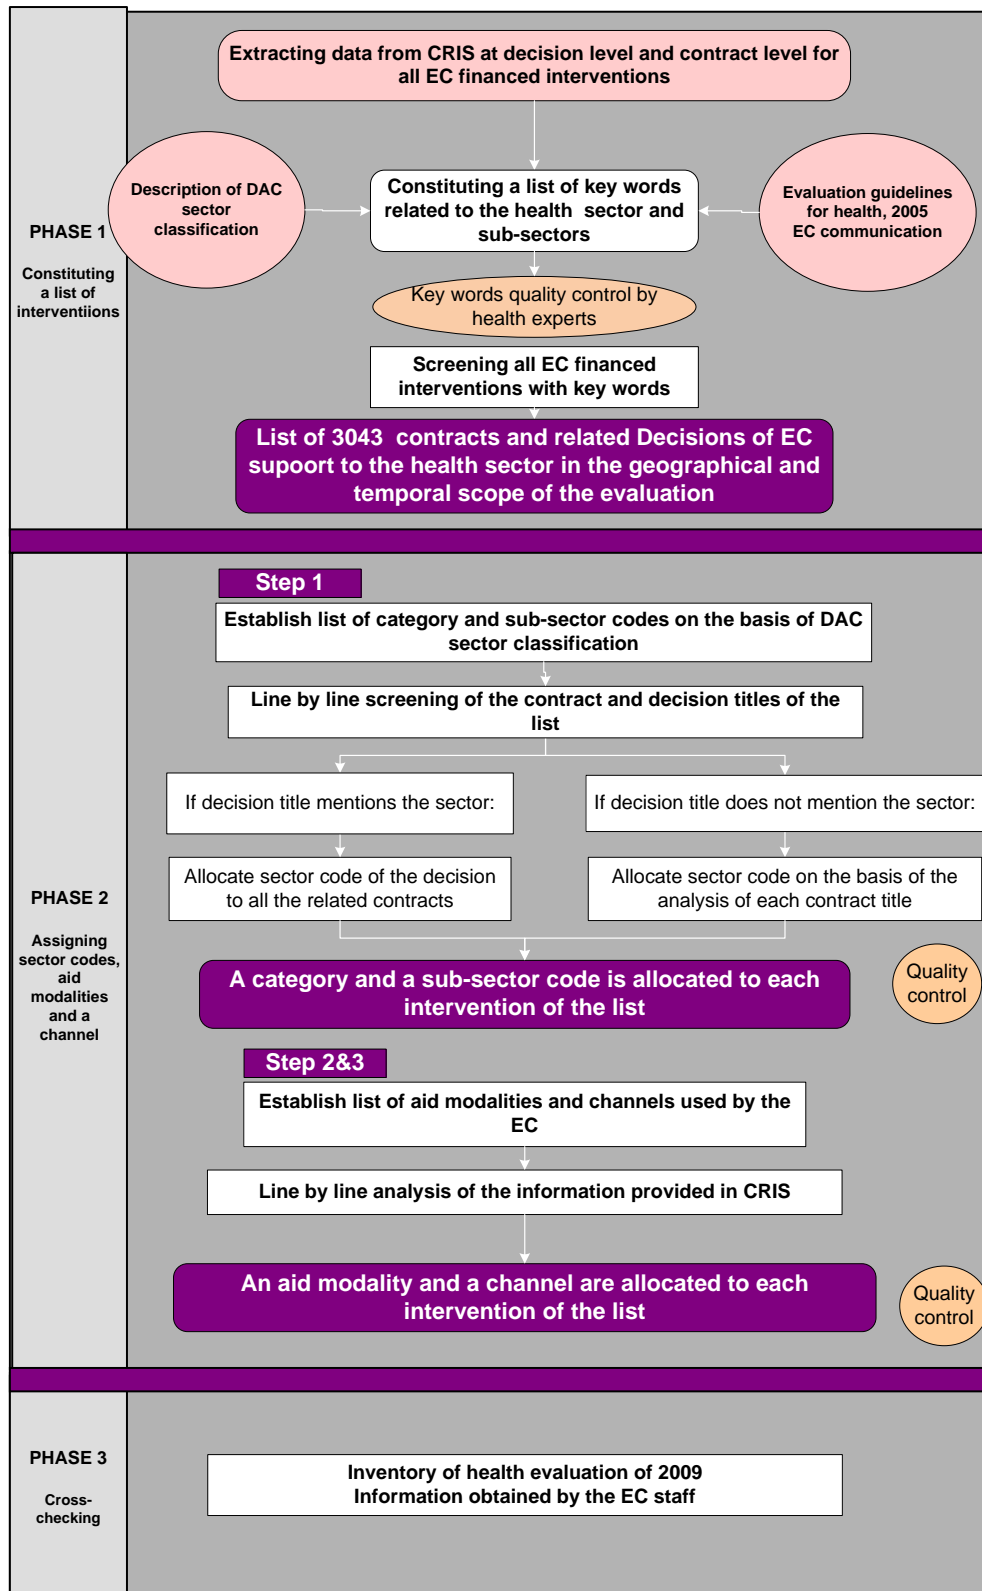 Extracting data from CRIS at decision level and contract level for
all EC financed interventions
Description of DAC
sector
classification
Constituting a list of key words
related to the health sector and
sub-sectors
Evaluation guidelines
for health, 2005
EC communication
PHASE 1
Constituting
a list of
interventiions
Key words quality control by
health experts
Screening all EC financed
interventions with key words
List of 3043 contracts and related Decisions of EC
supoort to the health sector in the geographical and
temporal scope of the evaluation
Step 1
Establish list of category and sub-sector codes on the basis of DAC
sector classification
Line by line screening of the contract and decision titles of the
list
If decision title mentions the sector:
If decision title does not mention the sector:
Allocate sector code of the decision
to all the related contracts
Allocate sector code on the basis of the
analysis of each contract title
PHASE 2
Assigning
sector codes,
aid
modalities
and a
channel
A category and a sub-sector code is allocated to each
intervention of the list
Quality
control
Step 2&3
Establish list of aid modalities and channels used by the
EC
Line by line analysis of the information provided in CRIS
An aid modality and a channel are allocated to each
intervention of the list
Quality
control
PHASE 3
Cross-
checking
Inventory of health evaluation of 2009
Information obtained by the EC staff